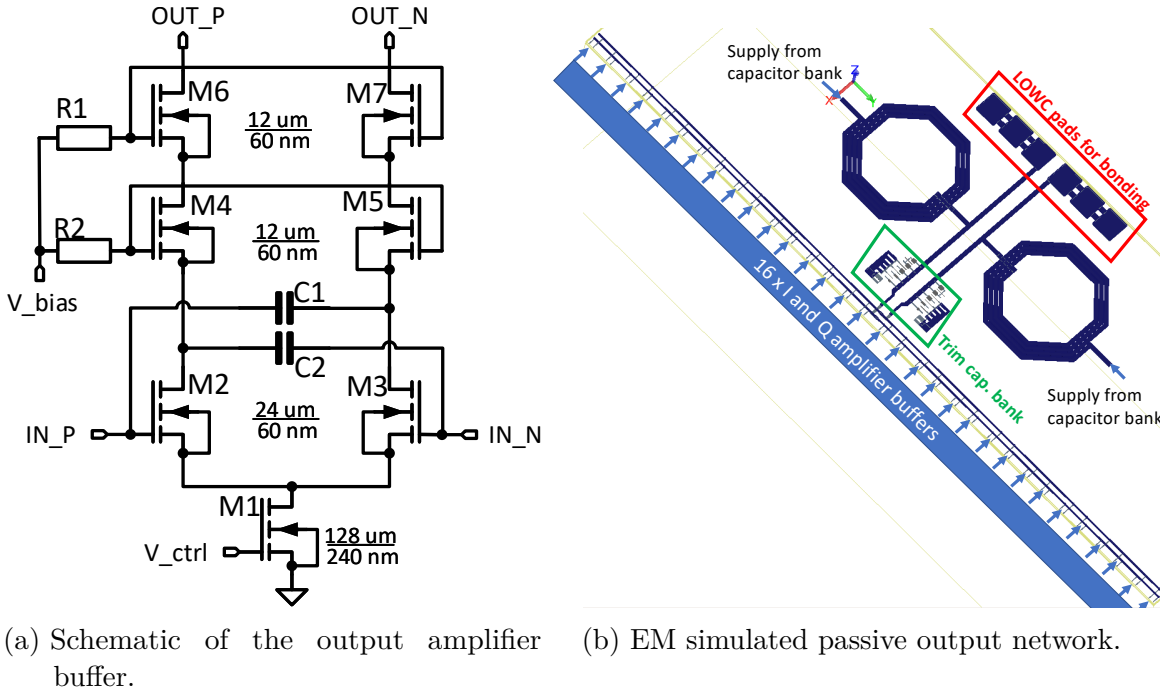 OUT_P
OUT_N
M6
M7
R1
12 um
60 nm
M4
M5
R2
12 um
60 nm
V_bias
C1
C2
M2
M3
24 um
60 nm
IN_P
IN_N
M1
128 um
240 nm
V_ctrl
(a) Schematic of the output amplifier
buffer.
Supply from
capacitor bank
Z
X
Y
LOWC pads for bonding
16 x I and Q amplifier buffers
Trim cap. bank
Supply from
capacitor bank
(b) EM simulated passive output network.